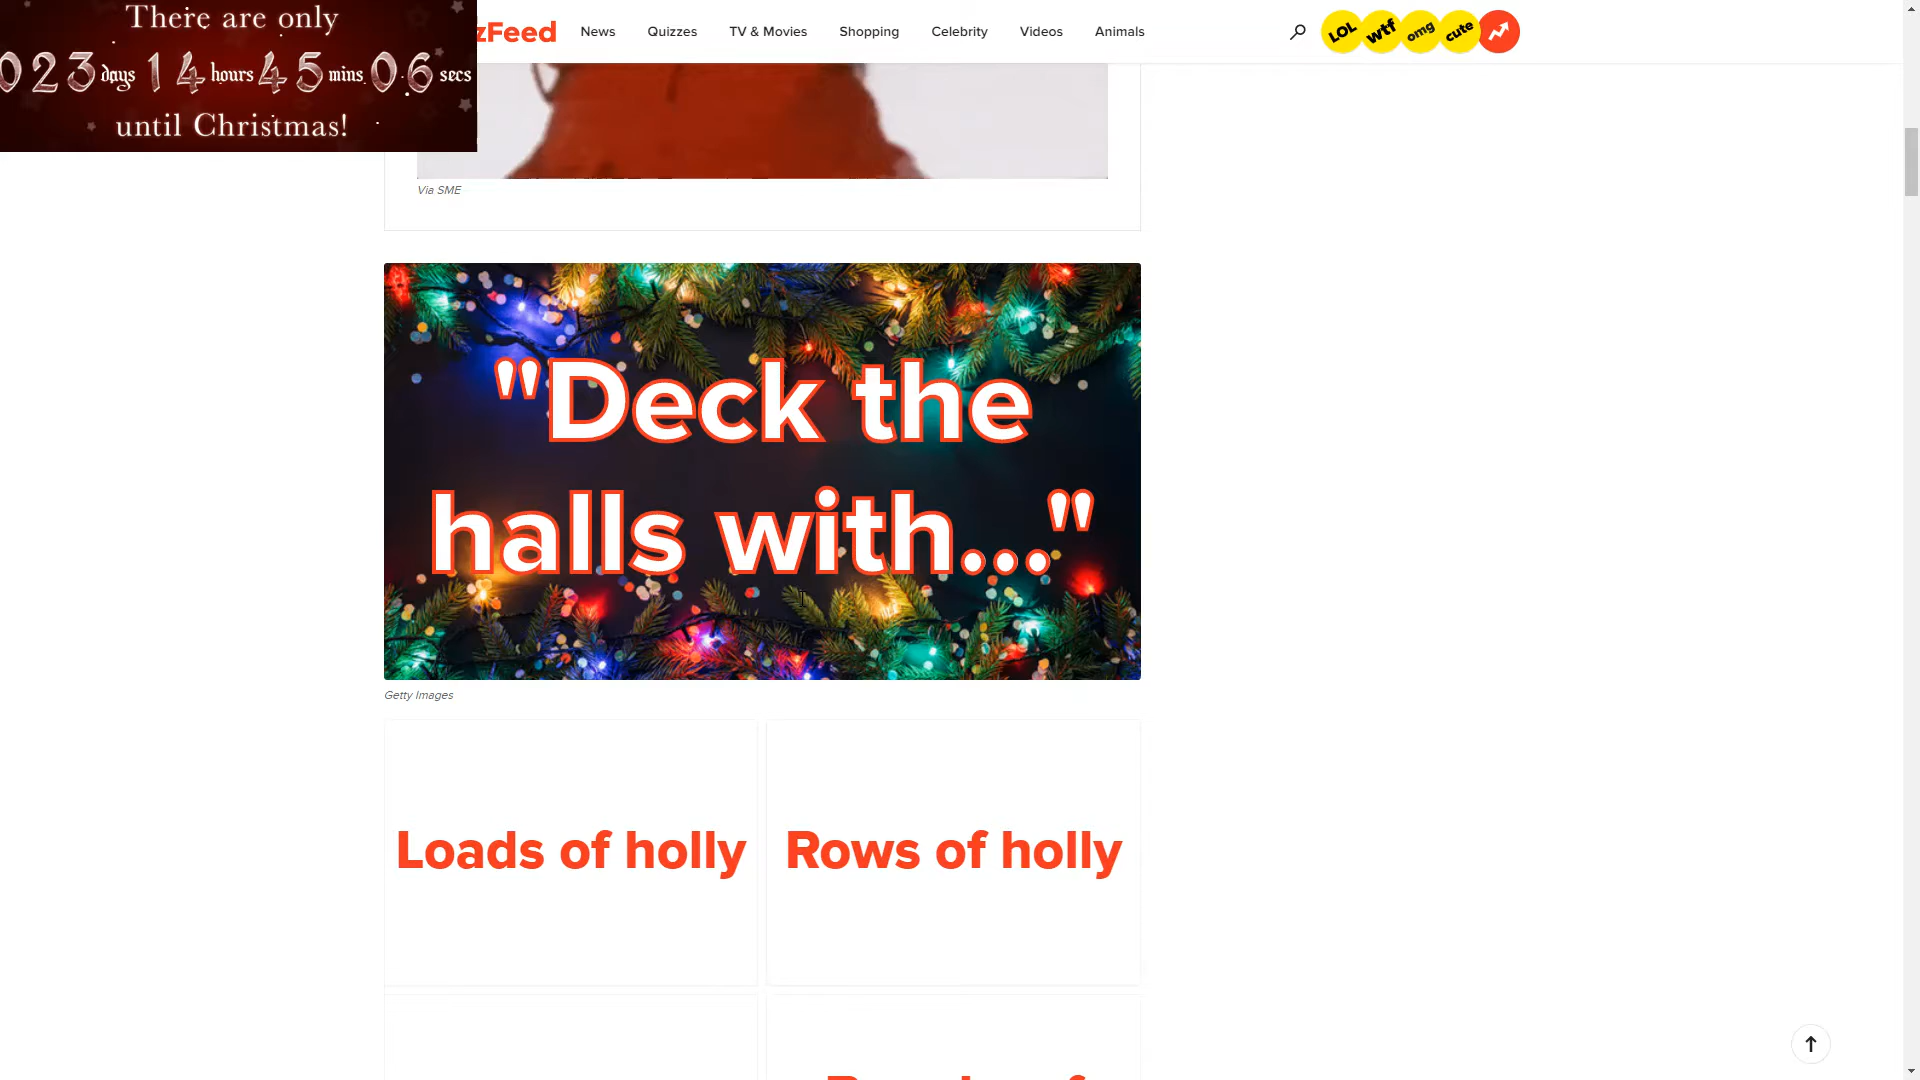 There are only
023 days 14 hours 45 mins 06 secs
until Christmas!
zFeed
News
Quizzes
TV & Movies
Shopping
Celebrity
Videos
Animals
LOL
wtf
omg
cute
Via SME
"Deck the
halls with..."
Getty Images
Loads of holly
Rows of holly